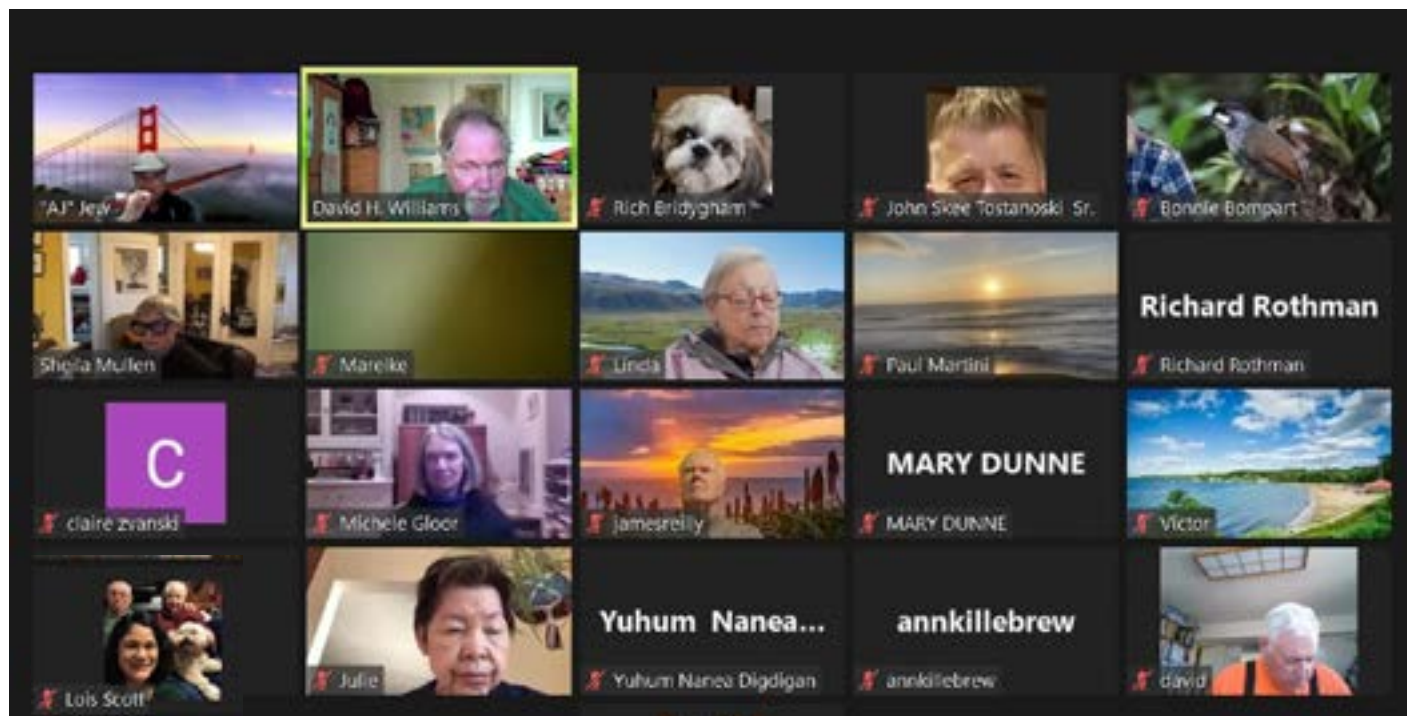 "AJ" Jew
David H. Williams
Rich Bridygham
John Skee Tostanoski Sr.
Bonnie Bompart
Sheila Mullen
Mareike
Linda
Paul Martini
Richard Rothman
Richard Rothman
C
claire zvanski
Michele Gloor
jamesreilly
MARY DUNNE
MARY DUNNE
Victor
Lois Scott
Julie
Yuhum Nanea...
Yuhum Nanea Digdigan
annkillebrew
annkillebrew
david